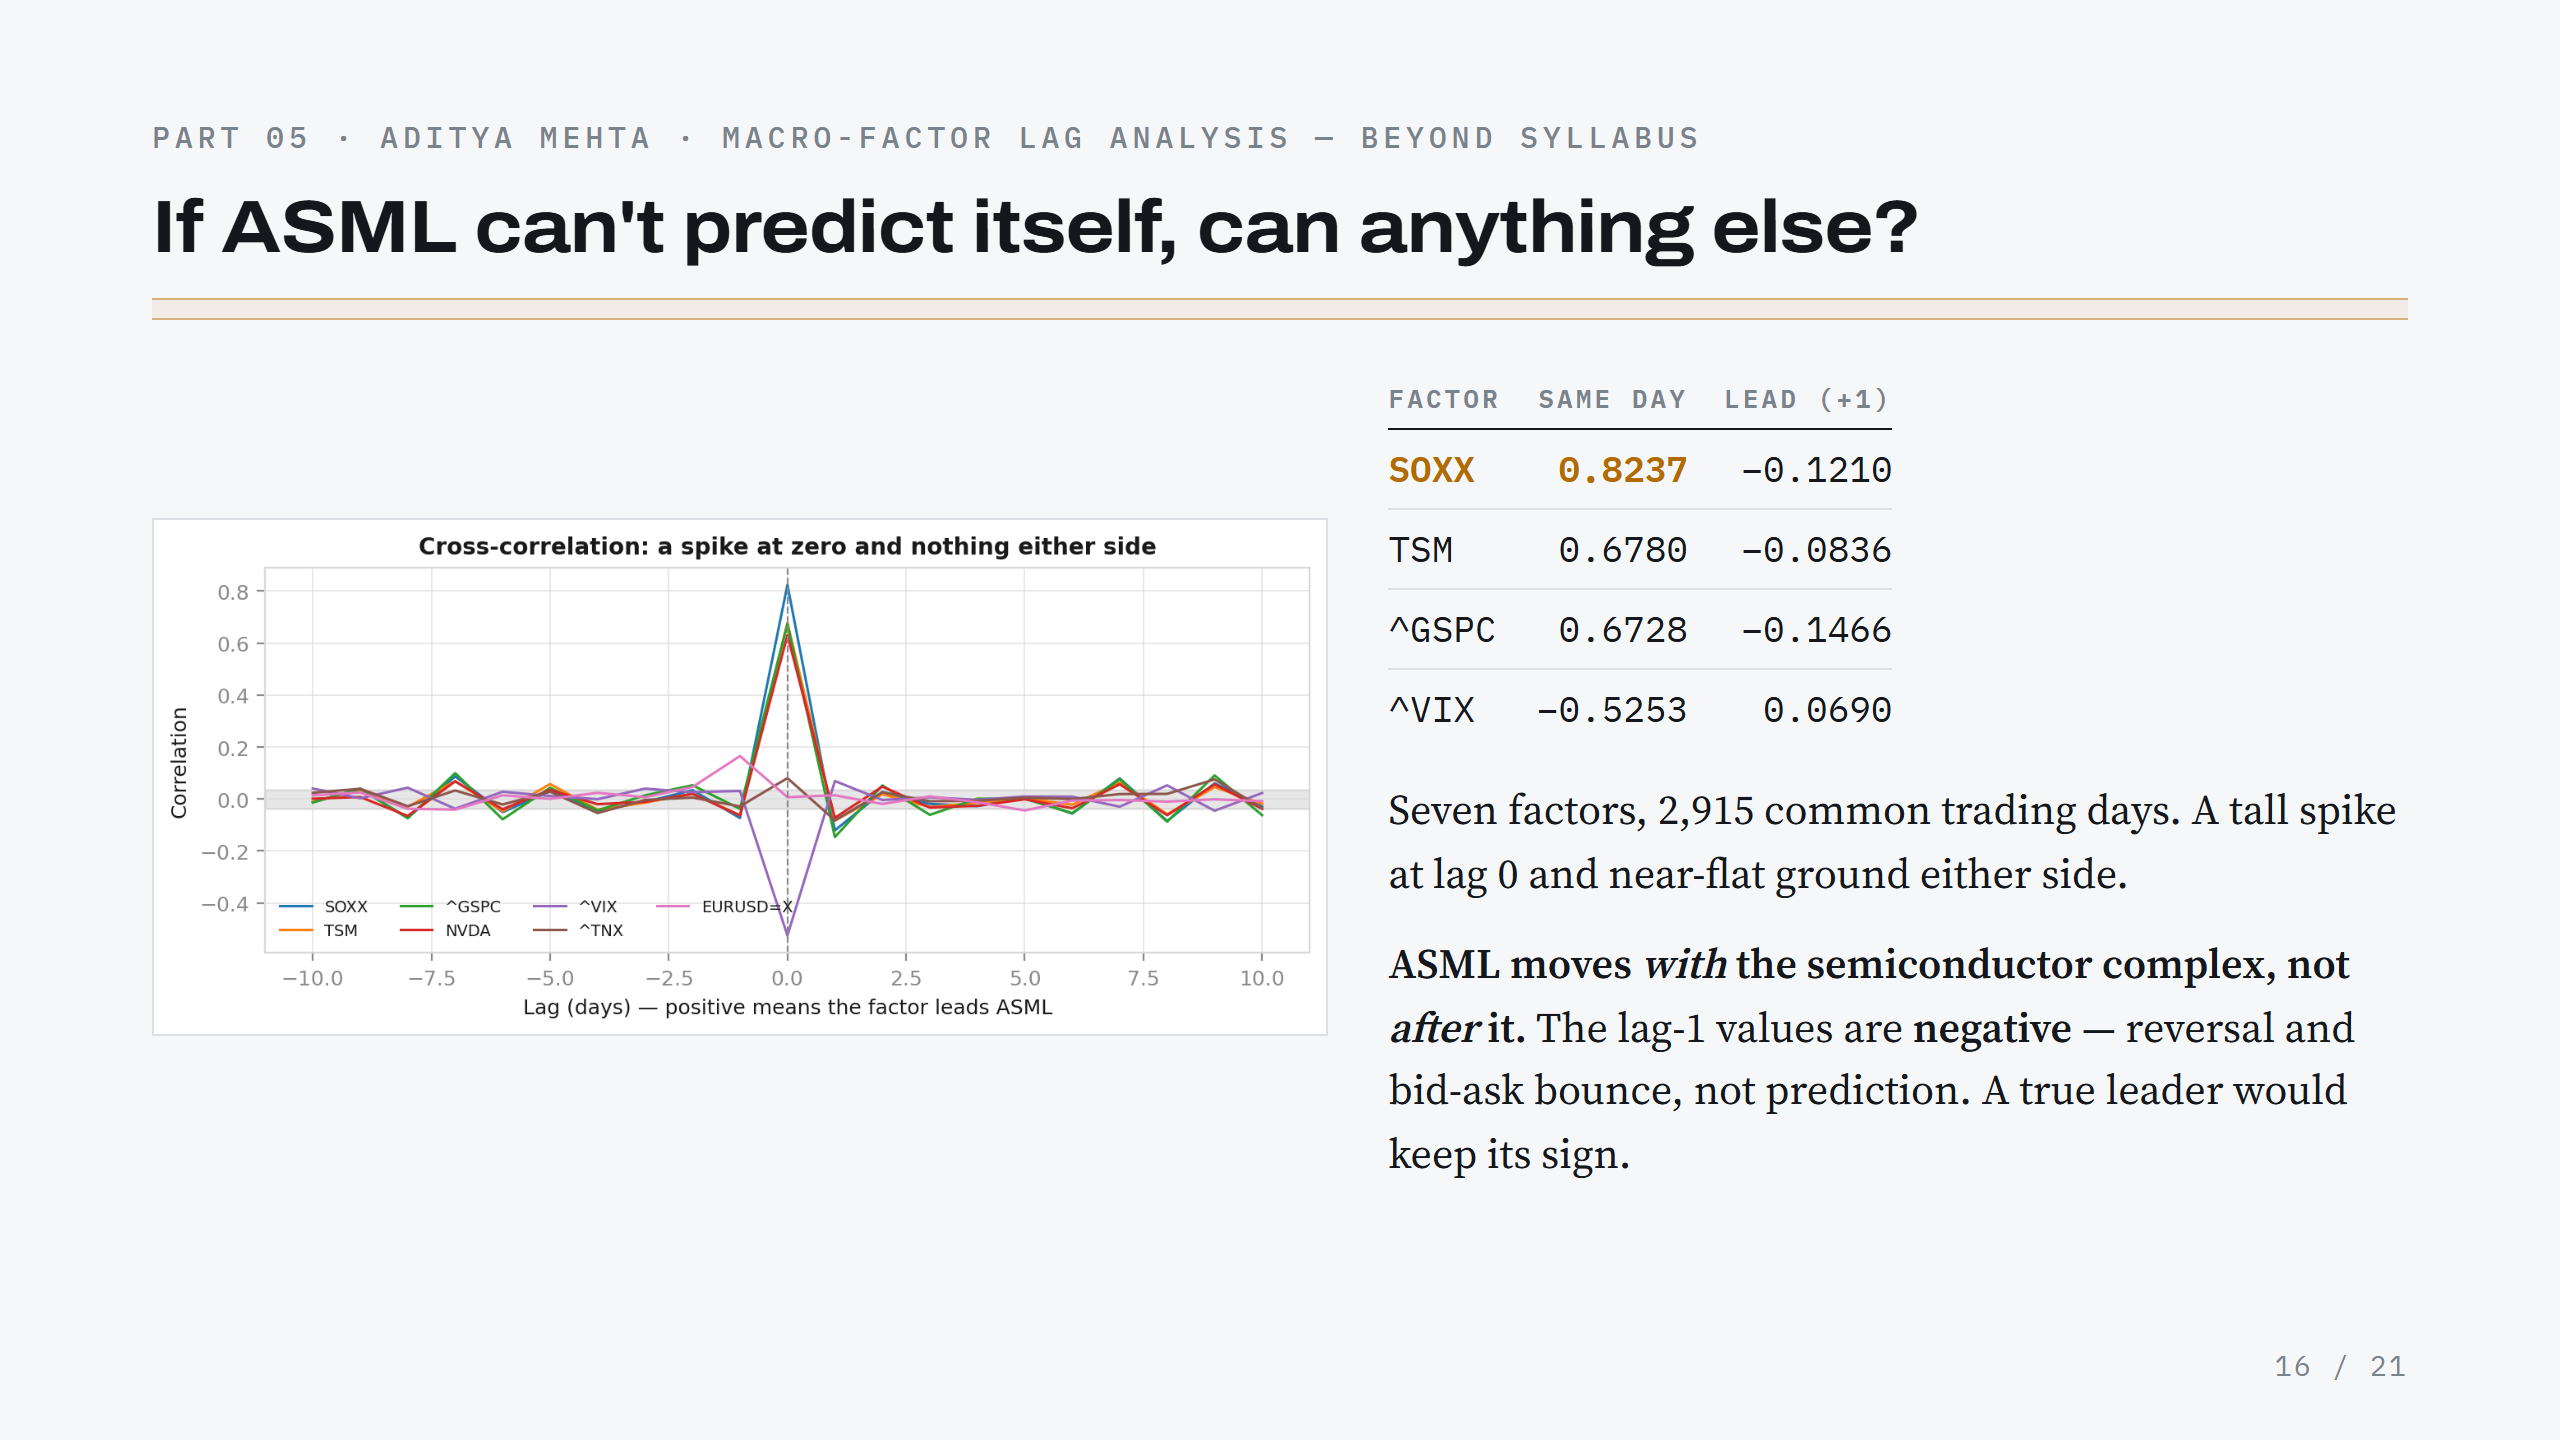 PART 05 · ADITYA MEHTA · MACRO-FACTOR LAG ANALYSIS — BEYOND SYLLABUS
If ASML can't predict itself, can anything else?
Cross-correlation: a spike at zero and nothing either side
Correlation
0.8
0.6
0.4
0.2
0.0
−0.2
−0.4
SOXX ^GSPC ^VIX EURUSD=X
TSM NVDA ^TNX
−10.0 −7.5 −5.0 −2.5 0.0 2.5 5.0 7.5 10.0
Lag (days) — positive means the factor leads ASML
FACTOR SAME DAY LEAD (+1)
SOXX 0.8237 −0.1210
TSM 0.6780 −0.0836
^GSPC 0.6728 −0.1466
^VIX −0.5253 0.0690
Seven factors, 2,915 common trading days. A tall spike
at lag 0 and near-flat ground either side.
ASML moves with the semiconductor complex, not
after it. The lag-1 values are negative — reversal and
bid-ask bounce, not prediction. A true leader would
keep its sign.
16 / 21